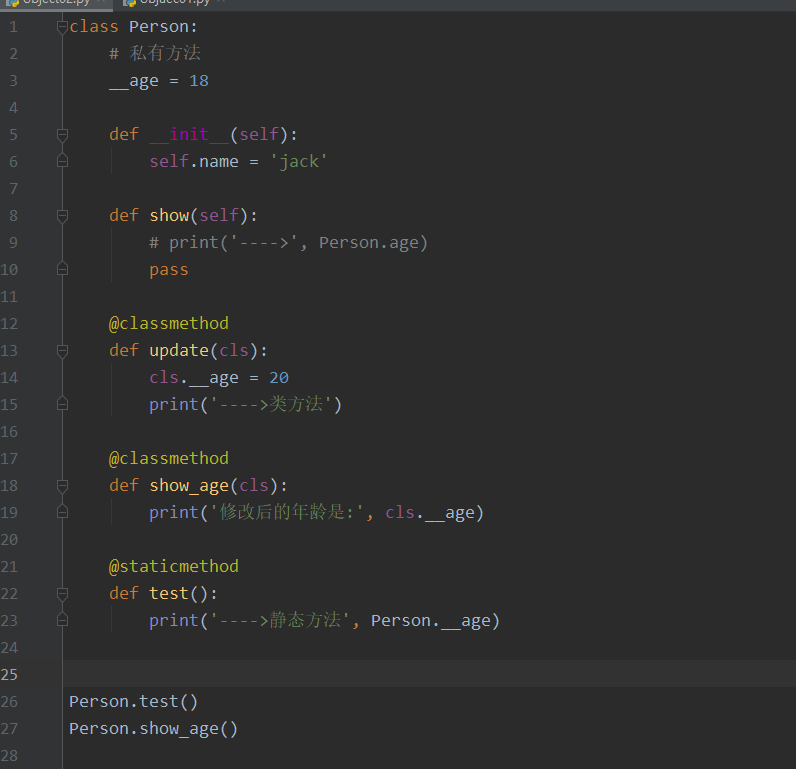 Object02.py Object01.py
1 class Person:
2 # 私有方法
3 __age = 18
4
5 def __init__(self):
6 self.name = 'jack'
7
8 def show(self):
9 # print('---->', Person.age)
10 pass
11
12 @classmethod
13 def update(cls):
14 cls.__age = 20
15 print('---->类方法')
16
17 @classmethod
18 def show_age(cls):
19 print('修改后的年龄是:', cls.__age)
20
21 @staticmethod
22 def test():
23 print('---->静态方法', Person.__age)
24
25
26 Person.test()
27 Person.show_age()
28